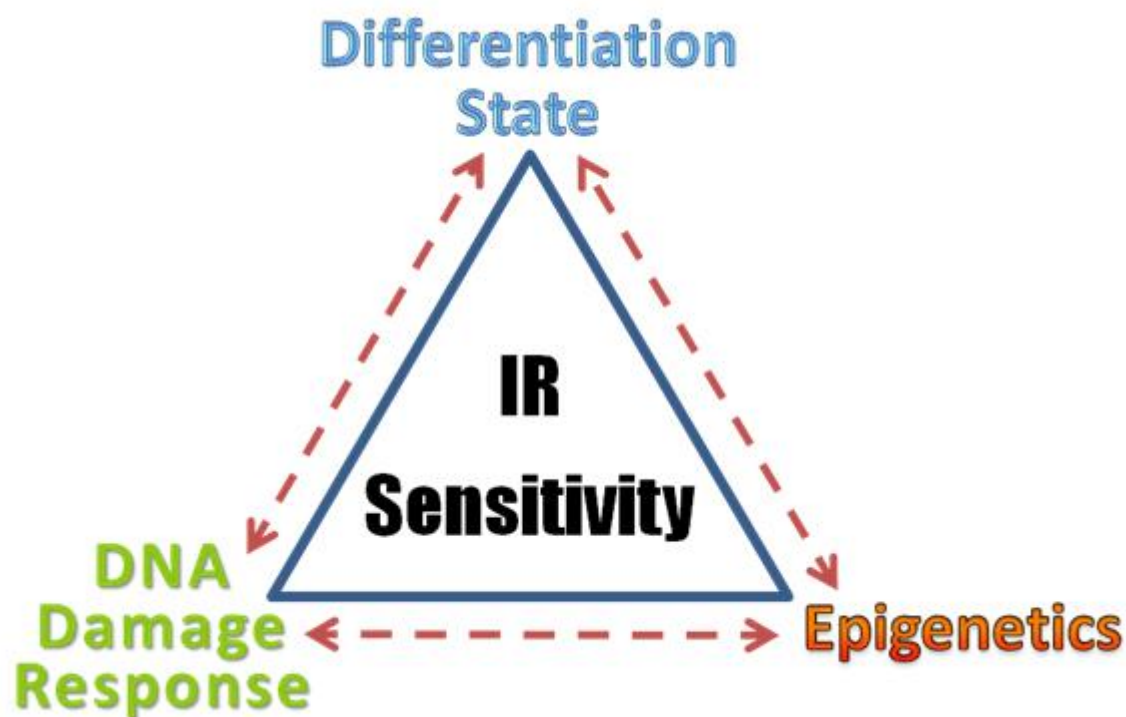 Differentiation
State
IR
Sensitivity
DNA
Damage
Response
Epigenetics